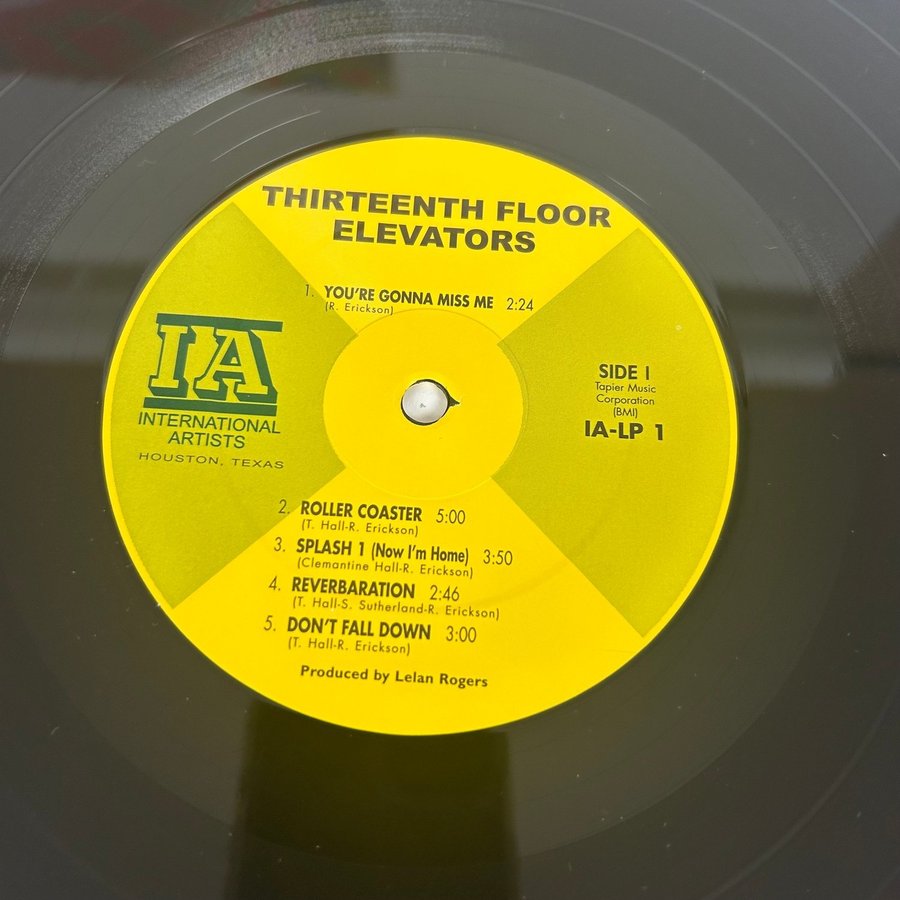 THIRTEENTH FLOOR
ELEVATORS
1. YOU'RE GONNA MISS ME 2:24
(R. Erickson)
IA
INTERNATIONAL
ARTISTS
HOUSTON, TEXAS
SIDE I
Tapier Music
Corporation
(BMI)
IA-LP 1
2. ROLLER COASTER 5:00
(T. Hall-R. Erickson)
3. SPLASH 1 (Now I'm Home) 3:50
(Clemantine Hall-R. Erickson)
4. REVERBARATION 2:46
(T. Hall-S. Sutherland-R. Erickson)
5. DON'T FALL DOWN 3:00
(T. Hall-R. Erickson)
Produced by Lelan Rogers